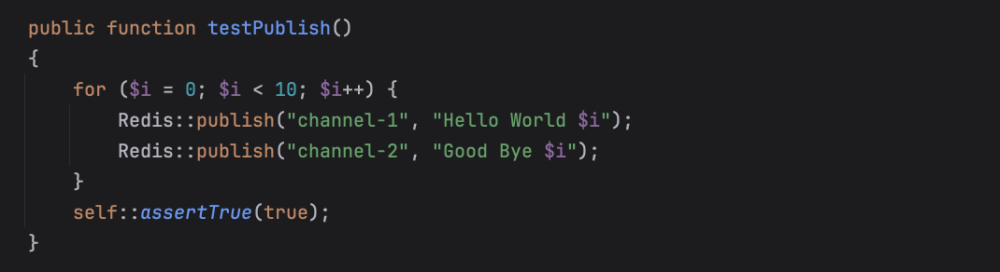 public function testPublish()
{
    for ($i = 0; $i < 10; $i++) {
        Redis::publish("channel-1", "Hello World $i");
        Redis::publish("channel-2", "Good Bye $i");
    }
    self::assertTrue(true);
}